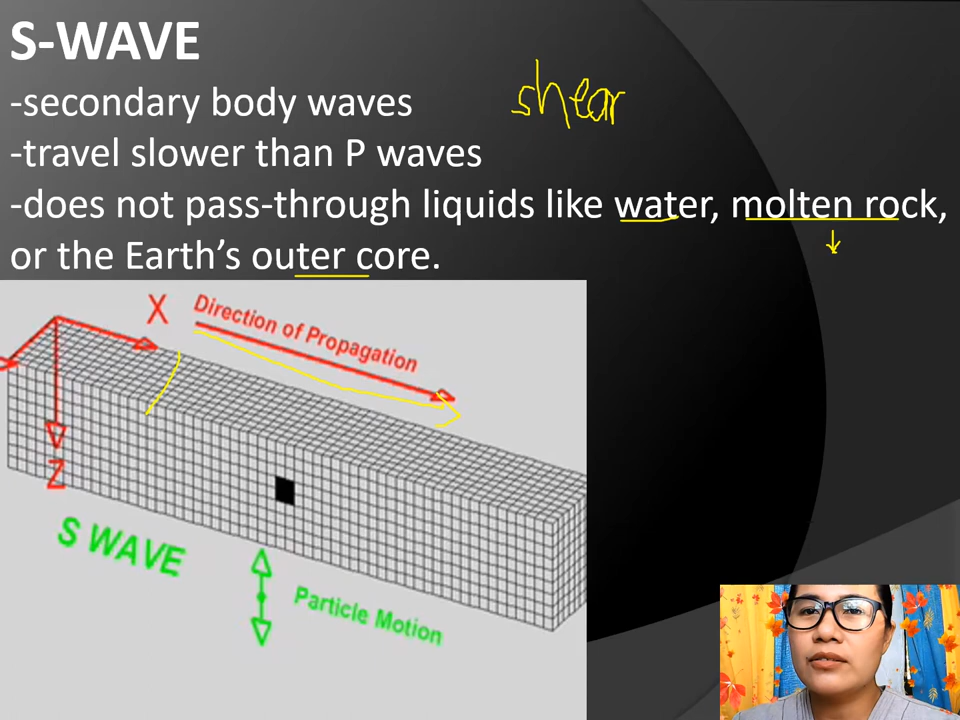 S-WAVE
-secondary body waves
shear
-travel slower than P waves
-does not pass-through liquids like water, molten rock,
or the Earth's outer core.
X
Direction of Propagation
Z
S WAVE
Particle Motion